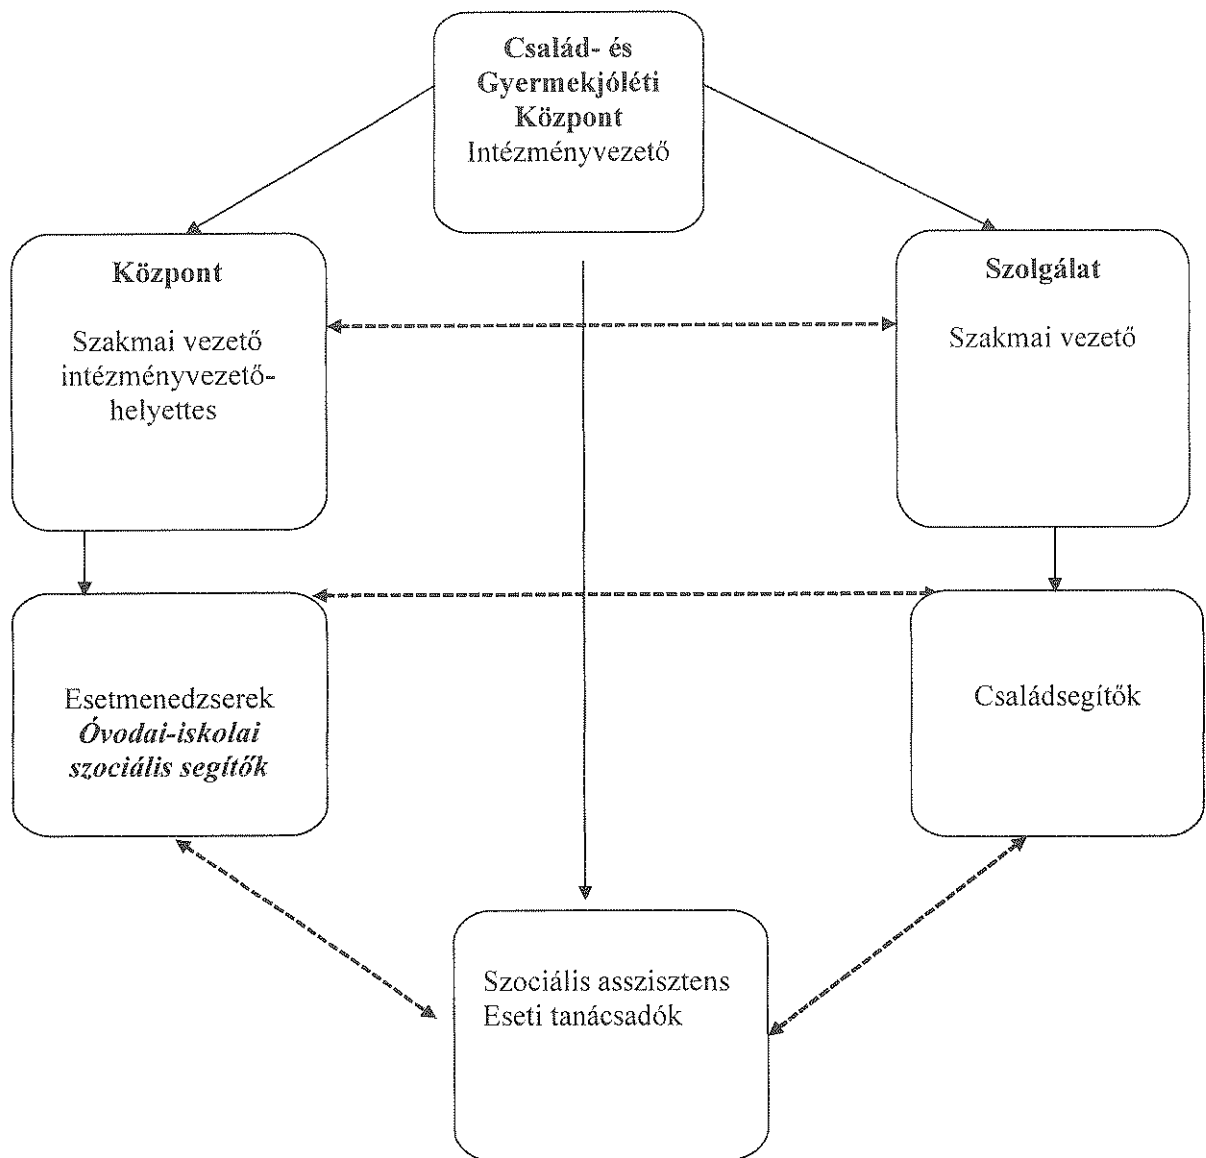 Család- és
Gyermekjóléti
Központ
Intézményvezető
Központ
Szakmai vezető
intézményvezető-
helyettes
Szolgálat
Szakmai vezető
Esetmenedzserek
Óvodai-iskolai
szociális segítők
Családsegítők
Szociális asszisztens
Eseti tanácsadók